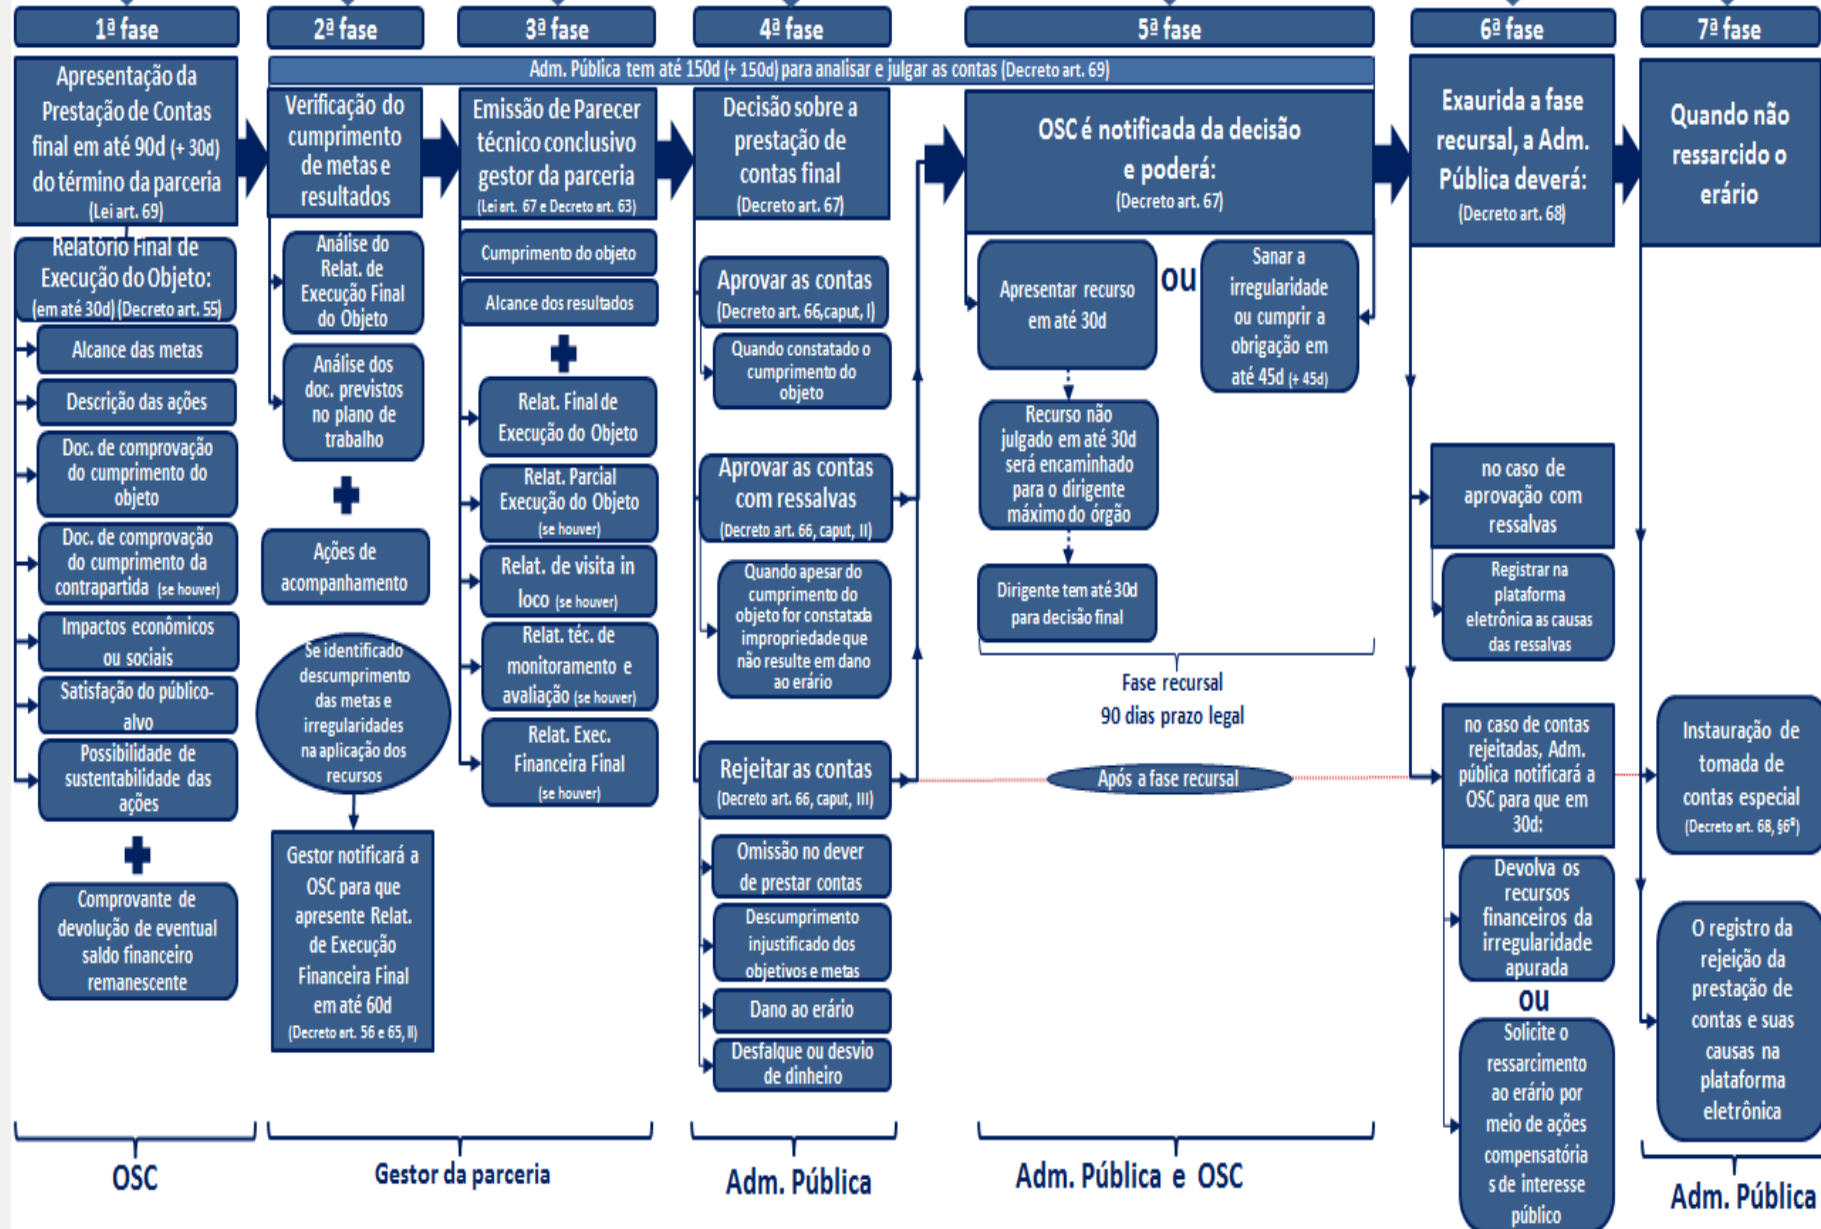 1ª fase
Apresentação da
Prestação de Contas
final em até 90d (+ 30d)
do término da parceria
(Lei art. 69)
Relatório Final de
Execução do Objeto:
(em até 30d)(Decreto art. 55)
Alcance das metas
Descrição das ações
Doc. de comprovação
do cumprimento do
objeto
Doc. de comprovação
do cumprimento da
contrapartida (se houver)
Impactos econômicos
ou sociais
Satisfação do público-
alvo
Possibilidade de
sustentabilidade das
ações
Comprovante de
devolução de eventual
saldo financeiro
remanescente
OSC
Adm. Pública tem até 150d (+ 150d) para analisar e julgar as contas (Decreto art. 69)
2ª fase
Verificação do
cumprimento
de metas e
resultados
Análise do
Relat. de
Execução Final
do Objeto
Análise dos
doc. previstos
no plano de
trabalho
Ações de
acompanhamento
Se identificado
descumprimento
das metas e
irregularidades
na aplicação dos
recursos
Gestor notificará a
OSC para que
apresente Relat.
de Execução
Financeira Final
em até 60d
(Decreto art. 56 e 65, II)
3ª fase
Emissão de Parecer
técnico conclusivo
gestor da parceria
(Lei art. 67 e Decreto art. 63)
Cumprimento do objeto
Alcance dos resultados
Relat. Final de
Execução do Objeto
Relat. Parcial
Execução do Objeto
(se houver)
Relat. de visita in
loco (se houver)
Relat. téc. de
monitoramento e
avaliação (se houver)
Relat. Exec.
Financeira Final
(se houver)
Gestor da parceria
4ª fase
Decisão sobre a
prestação de
contas final
(Decreto art. 67)
Aprovar as contas
(Decreto art. 66,caput, I)
Quando constatado o
cumprimento do
objeto
Aprovar as contas
com ressalvas
(Decreto art. 66, caput, II)
Quando apesar do
cumprimento do
objeto for constatada
impropriedade que
não resulte em dano
ao erário
Rejeitar as contas
(Decreto art. 66, caput, III)
Omissão no dever
de prestar contas
Descumprimento
injustificado dos
objetivos e metas
Dano ao erário
Desfalque ou desvio
de dinheiro
Adm. Pública
5ª fase
OSC é notificada da decisão
e poderá:
(Decreto art. 67)
Apresentar recurso
em até 30d
ou
Sanar a
irregularidade
ou cumprir a
obrigação em
até 45d (+ 45d)
Recurso não
julgado em até 30d
será encaminhado
para o dirigente
máximo do órgão
Dirigente tem até 30d
para decisão final
Fase recursal
90 dias prazo legal
Após a fase recursal
Adm. Pública e OSC
6ª fase
Exaurida a fase
recursal, a Adm.
Pública deverá:
(Decreto art. 68)
no caso de
aprovação com
ressalvas
Registrar na
plataforma
eletrônica as causas
das ressalvas
no caso de contas
rejeitadas, Adm.
pública notificará a
OSC para que em
30d:
Devolva os
recursos
financeiros da
irregularidade
apurada
ou
Solicite o
ressarcimento
ao erário por
meio de ações
compensatória
s de interesse
público
7ª fase
Quando não
ressarcido o
erário
Instauração de
tomada de
contas especial
(Decreto art. 68, §6º)
O registro da
rejeição da
prestação de
contas e suas
causas na
plataforma
eletrônica
Adm. Pública